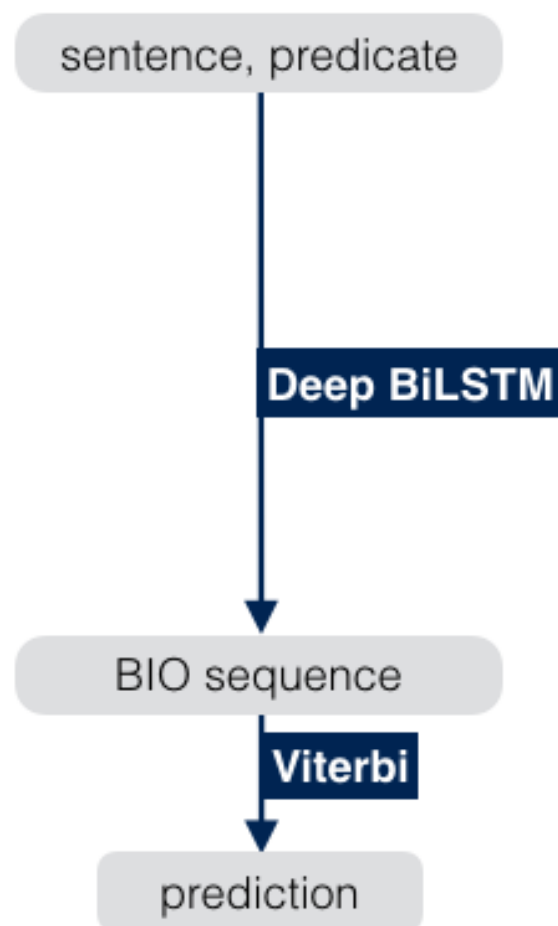 sentence, predicate
Deep BiLSTM
BIO sequence
Viterbi
prediction